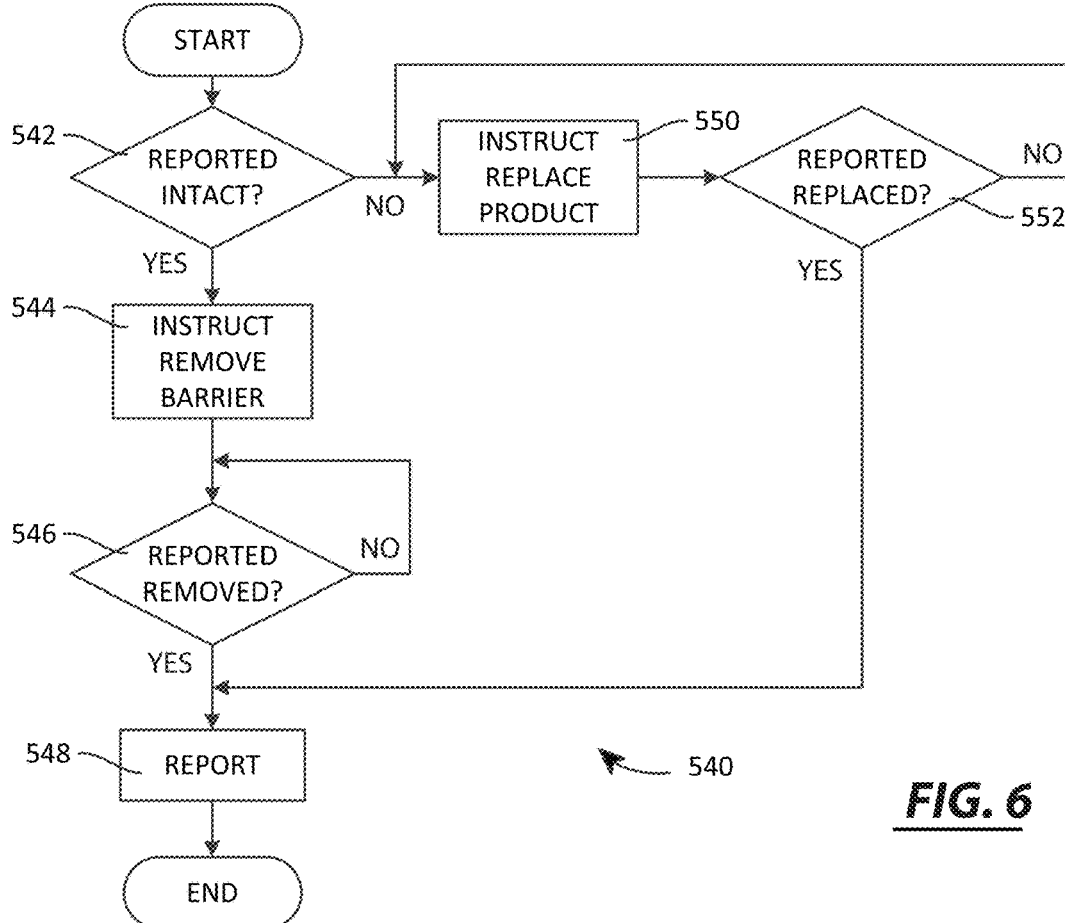 START
542
REPORTED
INTACT?
NO
YES
550
INSTRUCT
REPLACE
PRODUCT
REPORTED
REPLACED?
NO
552
YES
544
INSTRUCT
REMOVE
BARRIER
546
REPORTED
REMOVED?
NO
YES
548
REPORT
540
FIG. 6
END